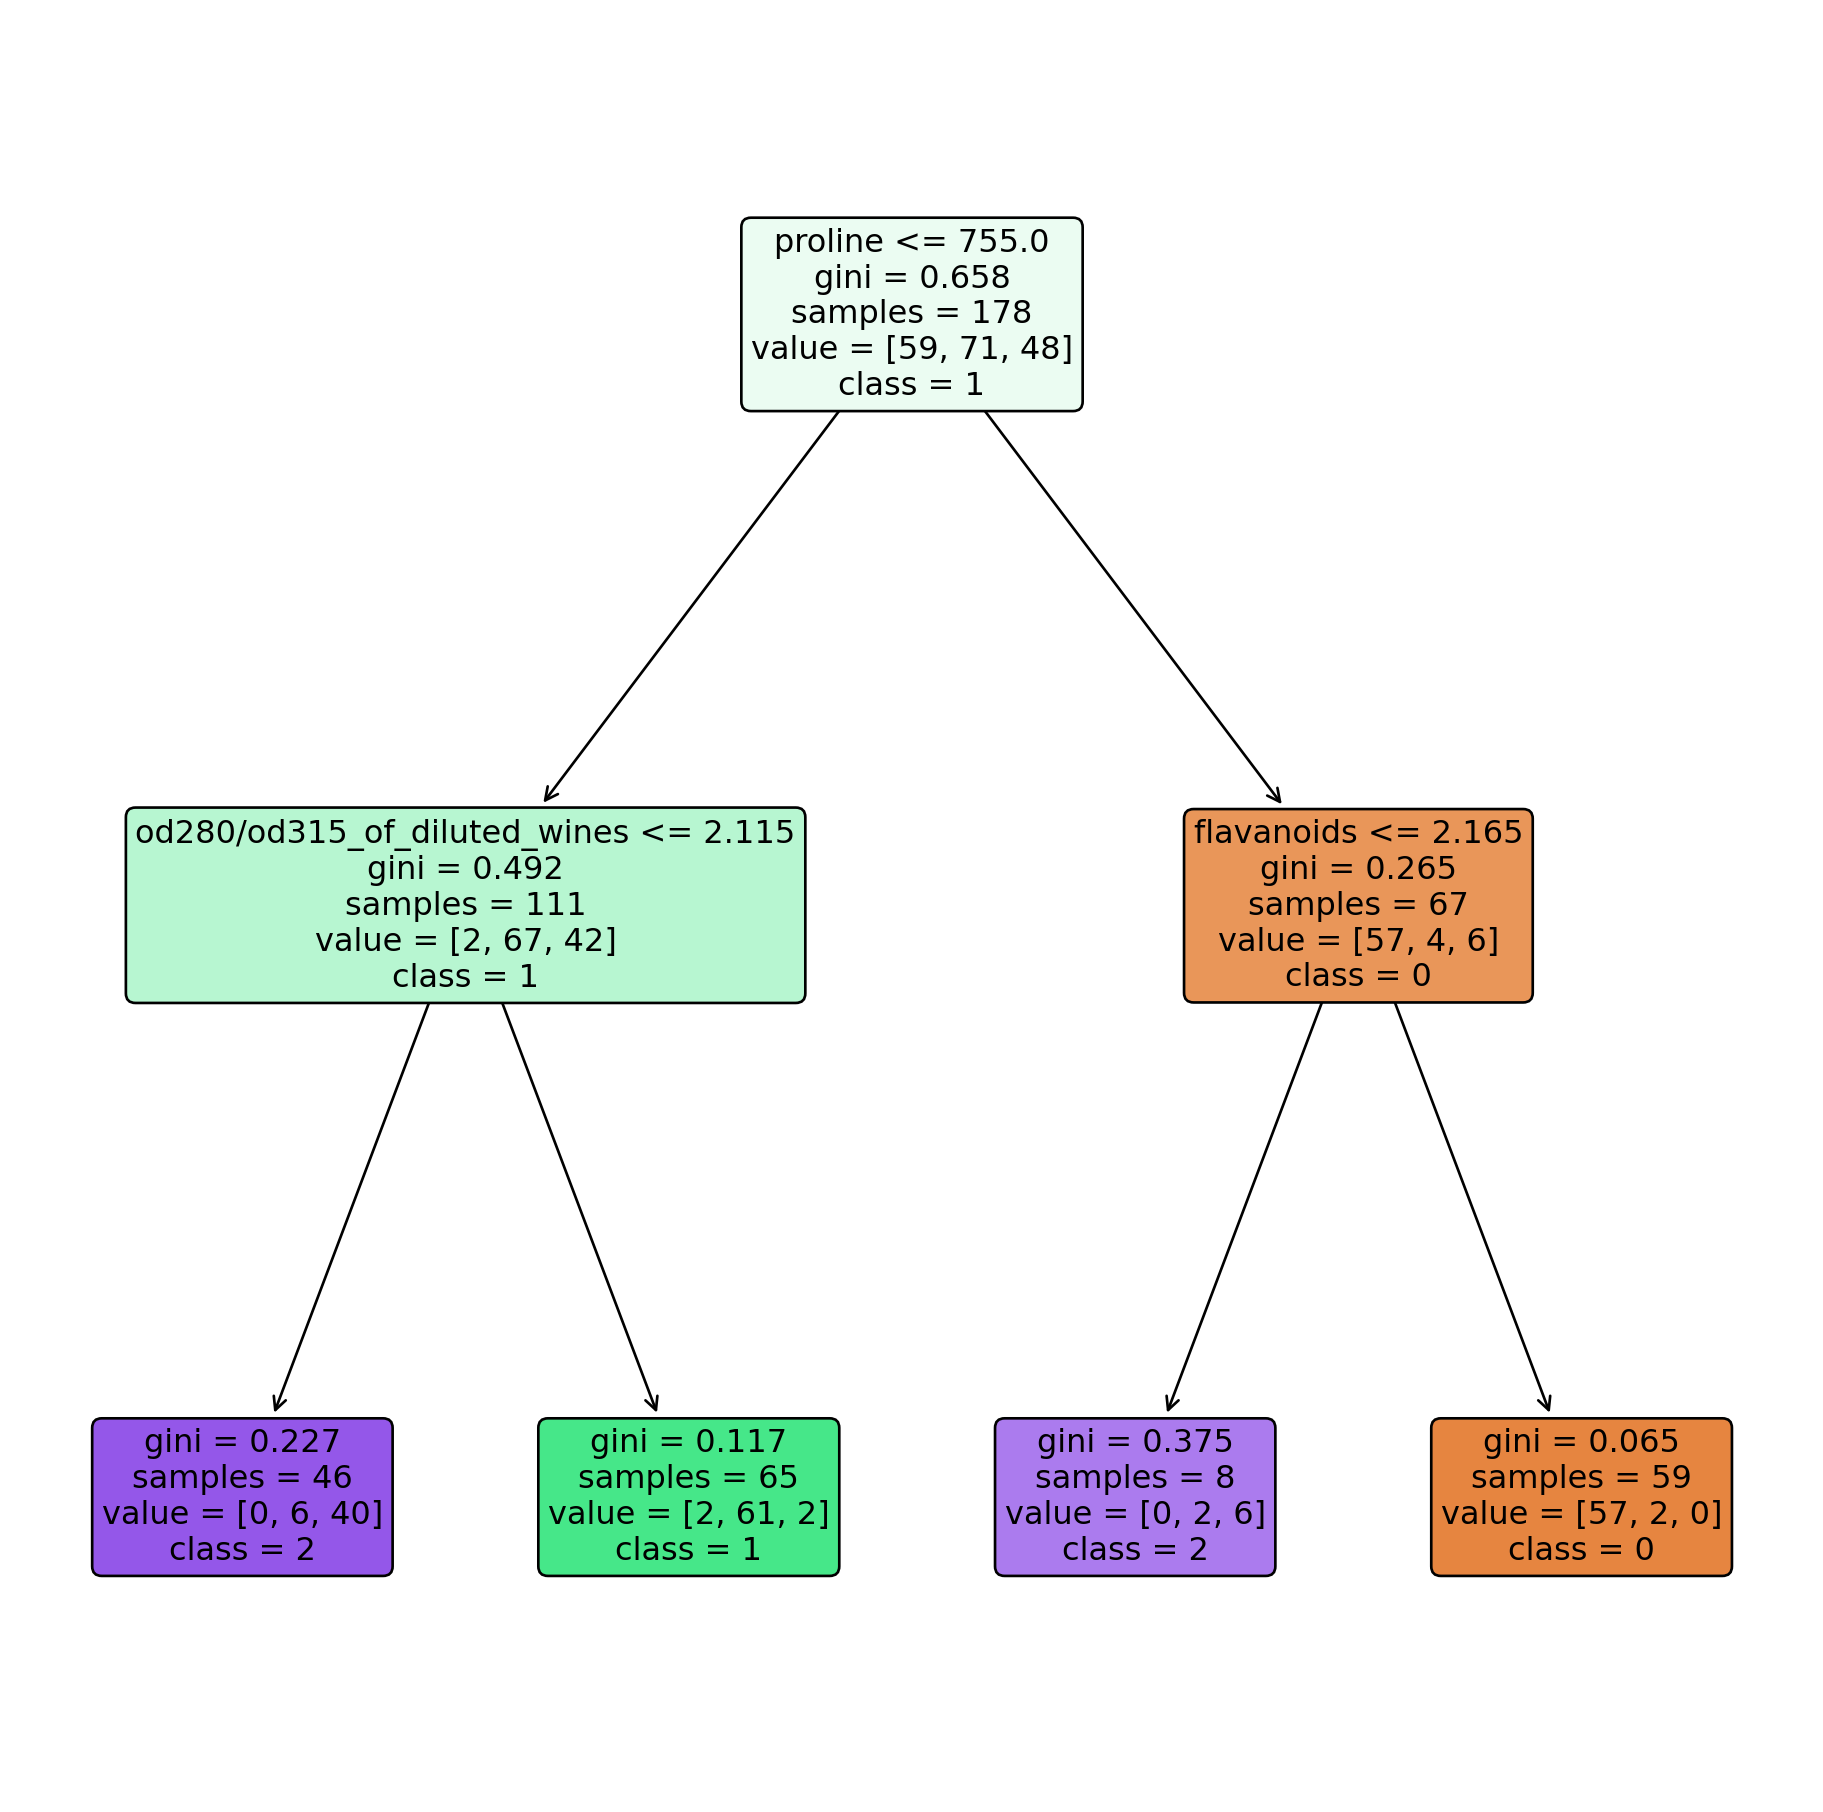 proline <= 755.0
gini = 0.658
samples = 178
value = [59, 71, 48]
class = 1
od280/od315_of_diluted_wines <= 2.115
gini = 0.492
samples = 111
value = [2, 67, 42]
class = 1
flavanoids <= 2.165
gini = 0.265
samples = 67
value = [57, 4, 6]
class = 0
gini = 0.227
samples = 46
value = [0, 6, 40]
class = 2
gini = 0.117
samples = 65
value = [2, 61, 2]
class = 1
gini = 0.375
samples = 8
value = [0, 2, 6]
class = 2
gini = 0.065
samples = 59
value = [57, 2, 0]
class = 0